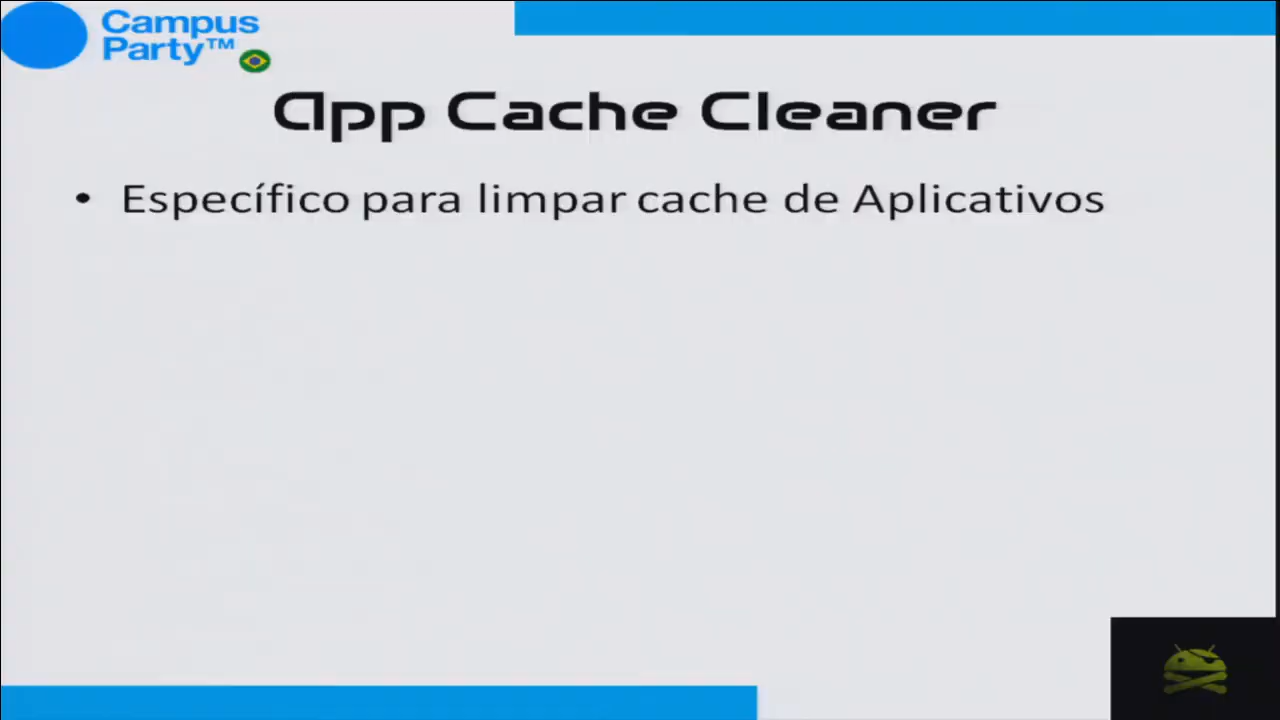 Campus
Party™
App Cache Cleaner
• Específico para limpar cache de Aplicativos